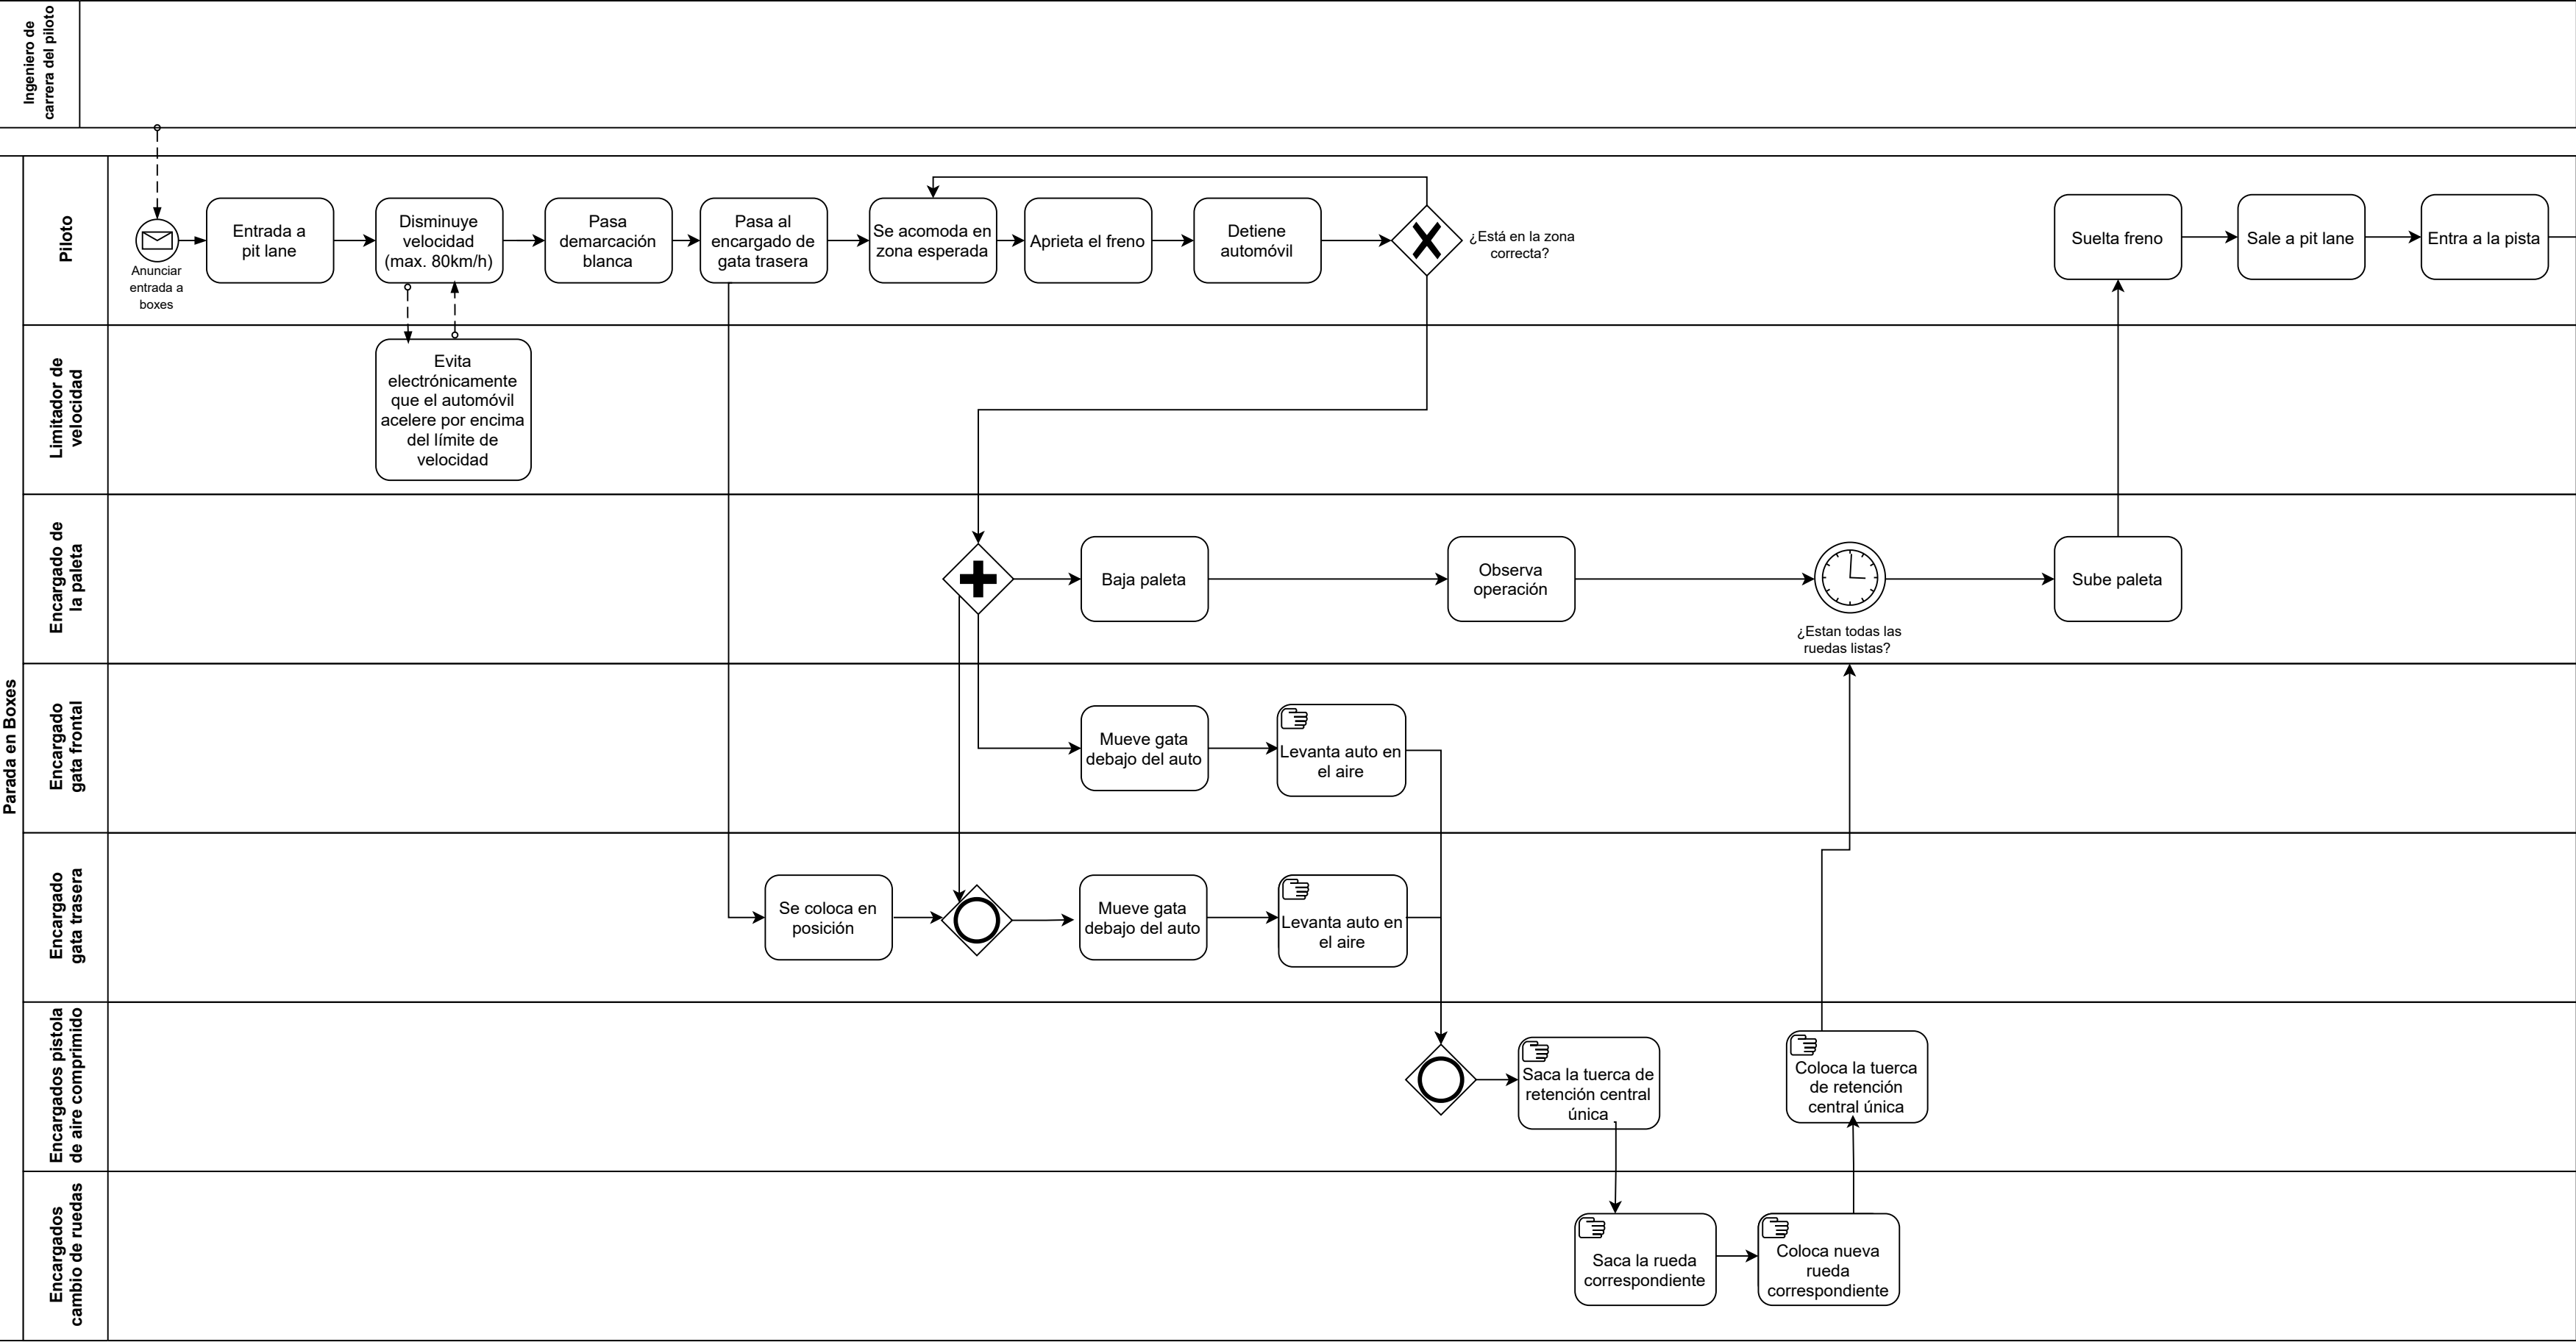 Ingeniero de
carrera del piloto
Parada en Boxes
Piloto
Anunciar
entrada a
boxes
Entrada a
pit lane
Disminuye
velocidad
(max. 80km/h)
Pasa
demarcación
blanca
Pasa al
encargado de
gata trasera
Se acomoda en
zona esperada
Aprieta el freno
Detiene
automóvil
¿Está en la zona
correcta?
Suelta freno
Sale a pit lane
Entra a la pista
Limitador de
velocidad
Evita
electrónicamente
que el automóvil
acelere por encima
del límite de
velocidad
Encargado de
la paleta
Baja paleta
Observa
operación
¿Estan todas las
ruedas listas?
Sube paleta
Encargado
gata frontal
Mueve gata
debajo del auto
Levanta auto en
el aire
Encargado
gata trasera
Se coloca en
posición
Mueve gata
debajo del auto
Levanta auto en
el aire
Encargados pistola
de aire comprimido
Saca la tuerca de
retención central
única
Coloca la tuerca
de retención
central única
Encargados
cambio de ruedas
Saca la rueda
correspondiente
Coloca nueva
rueda
correspondiente